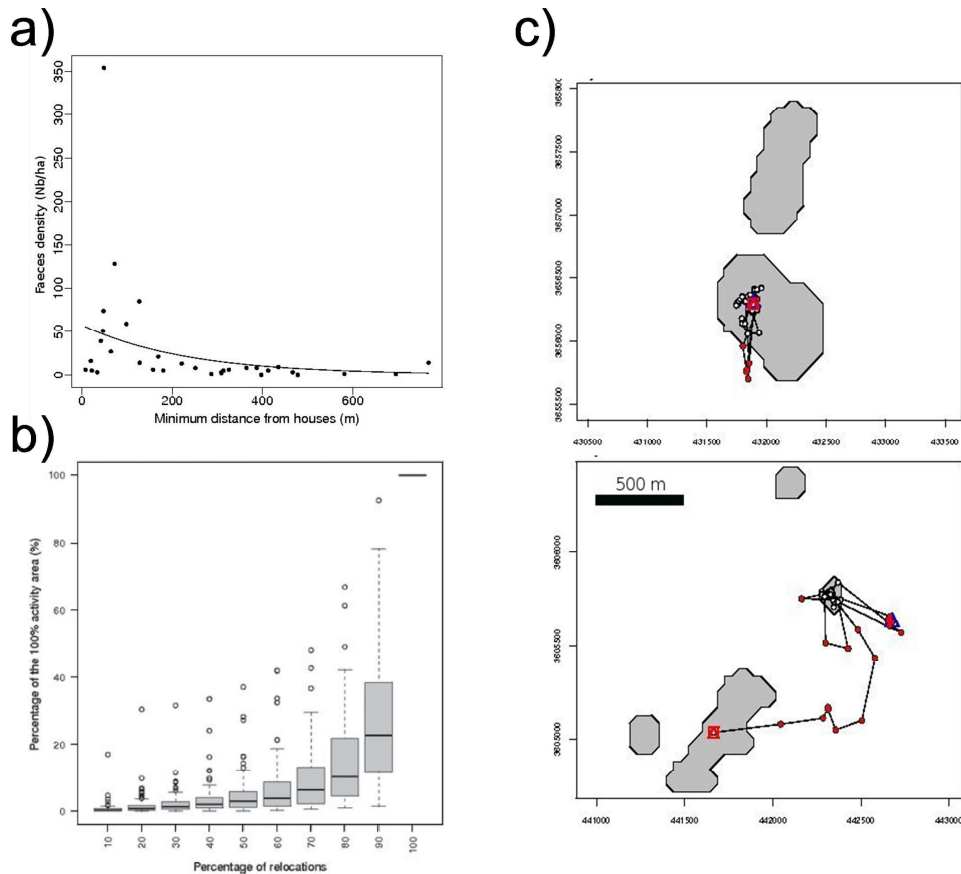 a)
350
300
250
200
150
100
50
0
Faeces density (Nb/ha)
0 200 400 600
Minimum distance from houses (m)
b)
100
80
60
40
20
0
Percentage of the 100% activity area (%)
10 20 30 40 50 60 70 80 90 100
Percentage of relocations
c)
3657500
3657000
3656500
3656000
3655500
430500 431000 431500 432000 432500 433000
500 m
3606000
3605500
3605000
441000 441500 442000 442500